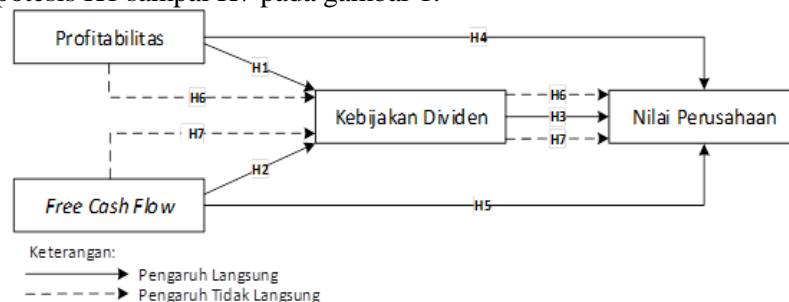 potesis H1 sampai H7 pada gambar 1.
Profitabilitas
H4
H1
H6
H6
Kebijakan Dividen
H3
Nilai Perusahaan
H7
H7
H2
Free Cash Flow
H5
Keterangan:
Pengaruh Langsung
Pengaruh Tidak Langsung